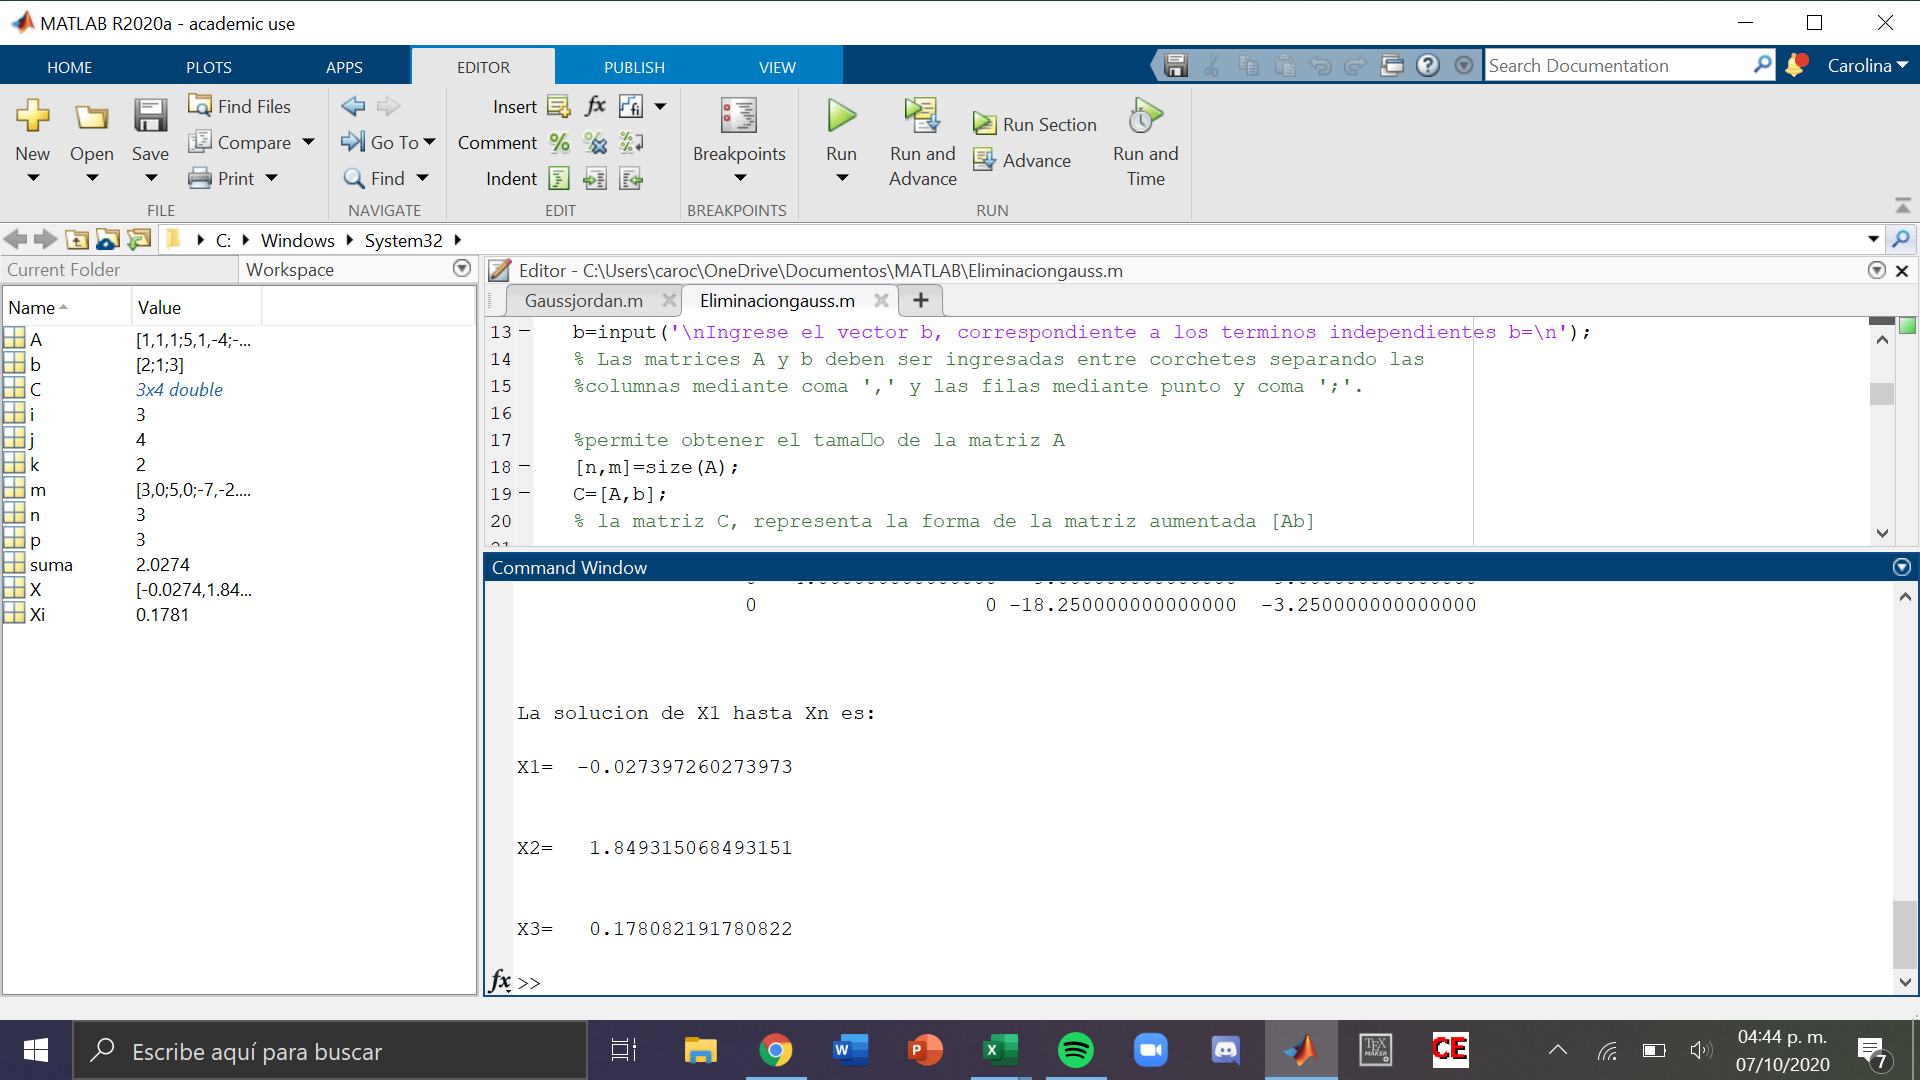 MATLAB R2020a - academic use
HOME PLOTS APPS EDITOR PUBLISH VIEW Search Documentation Carolina
New Open Save Find Files Compare Print
FILE
Go To Find
NAVIGATE
Insert fx fi
Comment
Indent
EDIT
Breakpoints
BREAKPOINTS
Run Run and Advance Run Section Advance Run and Time
RUN
C: Windows System32
Current Folder Workspace
Name Value
A [1,1,1;5,1,-4;-...
b [2;1;3]
C 3x4 double
i 3
j 4
k 2
m [3,0;5,0;-7,-2....
n 3
p 3
suma 2.0274
X [-0.0274,1.84...
Xi 0.1781
Editor - C:\Users\caroc\OneDrive\Documentos\MATLAB\Eliminaciongauss.m
Gaussjordan.m Eliminaciongauss.m
13 b=input('\nIngrese el vector b, correspondiente a los terminos independientes b=\n');
14 % Las matrices A y b deben ser ingresadas entre corchetes separando las
15 %columnas mediante coma ',' y las filas mediante punto y coma ';'.
16
17 %permite obtener el tama□o de la matriz A
18 [n,m]=size(A);
19 C=[A,b];
20 % la matriz C, representa la forma de la matriz aumentada [Ab]
Command Window
0 0 -18.250000000000000 -3.250000000000000
La solucion de X1 hasta Xn es:
X1= -0.027397260273973
X2= 1.849315068493151
X3= 0.178082191780822
fx >>
Escribe aquí para buscar
04:44 p. m.
07/10/2020
7